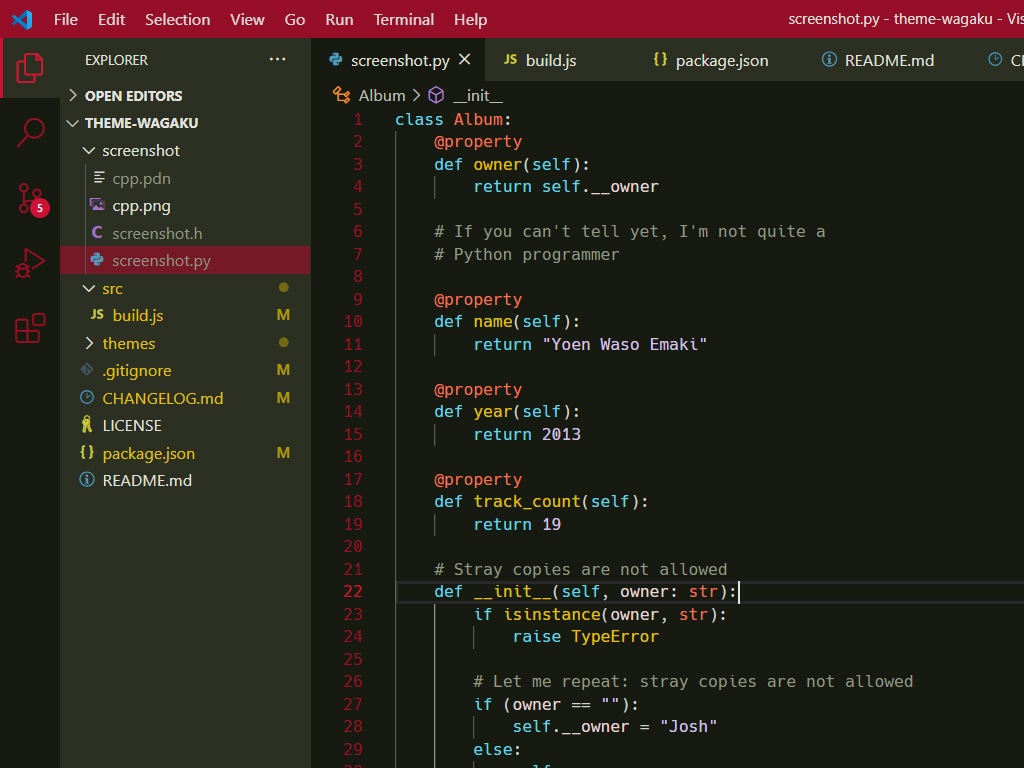 File Edit Selection View Go Run Terminal Help screenshot.py - theme-wagaku - Vis
EXPLORER ···
OPEN EDITORS
THEME-WAGAKU
screenshot
cpp.pdn
cpp.png
C screenshot.h
screenshot.py
src
JS build.js M
themes
.gitignore M
CHANGELOG.md M
LICENSE
{} package.json M
README.md
5
screenshot.py JS build.js {} package.json README.md
Album > __init__
1 class Album:
2 @property
3 def owner(self):
4 return self.__owner
5
6 # If you can't tell yet, I'm not quite a
7 # Python programmer
8
9 @property
10 def name(self):
11 return "Yoen Waso Emaki"
12
13 @property
14 def year(self):
15 return 2013
16
17 @property
18 def track_count(self):
19 return 19
20
21 # Stray copies are not allowed
22 def __init__(self, owner: str):
23 if isinstance(owner, str):
24 raise TypeError
25
26 # Let me repeat: stray copies are not allowed
27 if (owner == ""):
28 self.__owner = "Josh"
29 else: